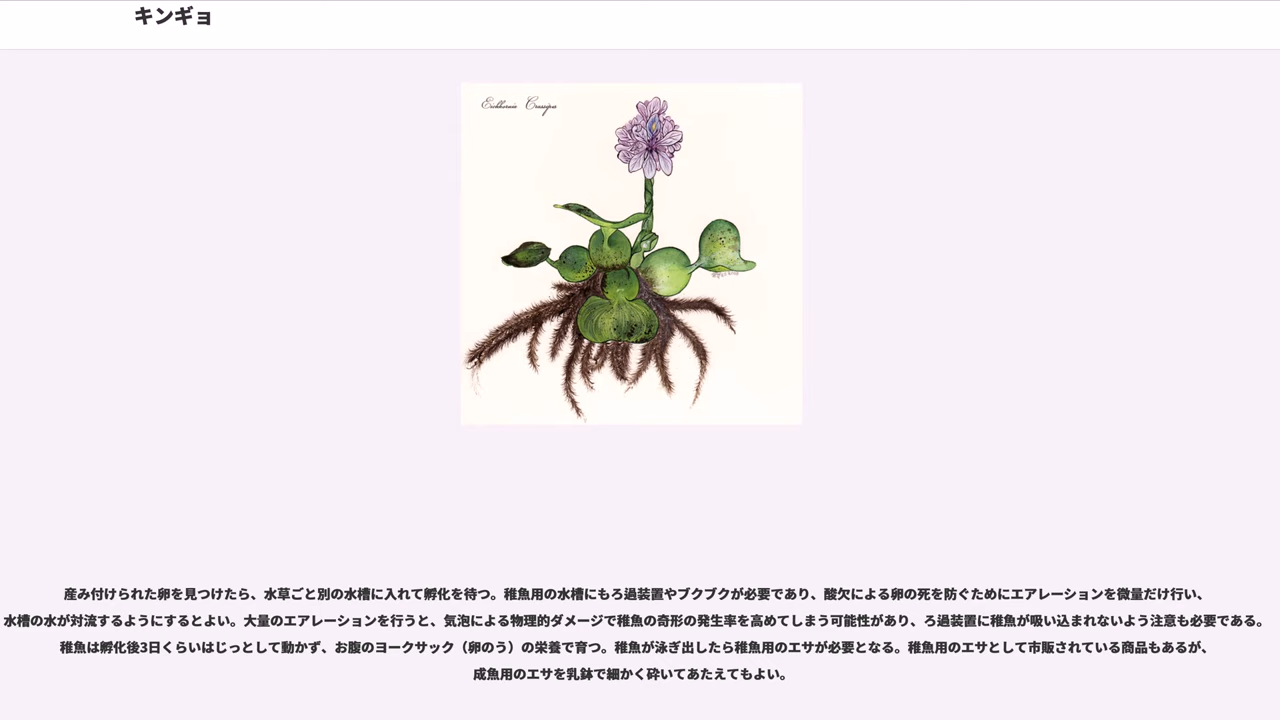 キンギョ
Eichhornia Crassipes
産み付けられた卵を見つけたら、水草ごと別の水槽に入れて孵化を待つ。稚魚用の水槽にもろ過装置やブクブクが必要であり、酸欠による卵の死を防ぐためにエアレーションを微量だけ行い、
水槽の水が対流するようにするとよい。大量のエアレーションを行うと、気泡による物理的ダメージで稚魚の奇形の発生率を高めてしまう可能性があり、ろ過装置に稚魚が吸い込まれないよう注意も必要である。
稚魚は孵化後3日くらいはじっとして動かず、お腹のヨークサック（卵のう）の栄養で育つ。稚魚が泳ぎ出したら稚魚用のエサが必要となる。稚魚用のエサとして市販されている商品もあるが、
成魚用のエサを乳鉢で細かく砕いてあたえてもよい。